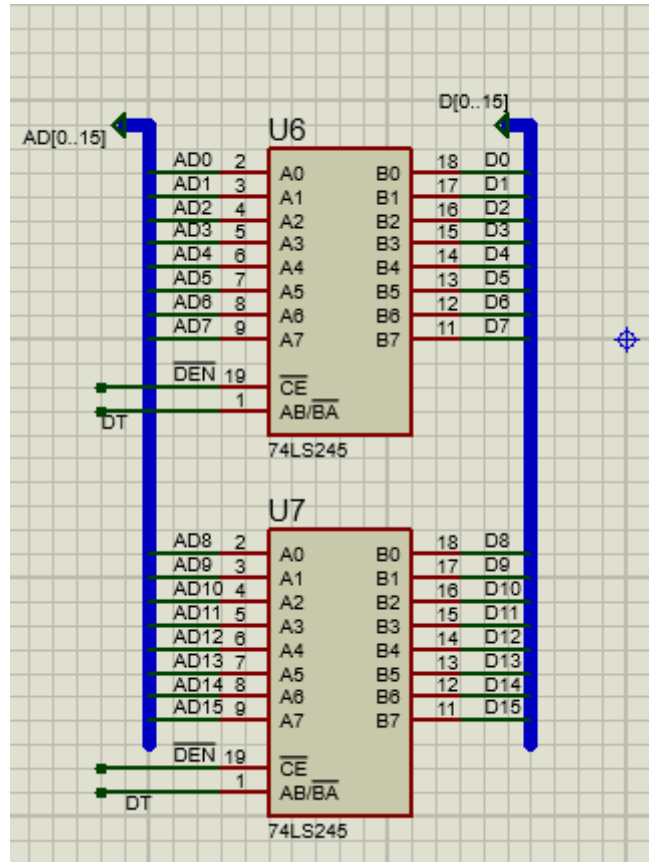 AD[0..15]
D[0..15]
U6
AD0 2 A0 B0 18 D0
AD1 3 A1 B1 17 D1
AD2 4 A2 B2 16 D2
AD3 5 A3 B3 15 D3
AD4 6 A4 B4 14 D4
AD5 7 A5 B5 13 D5
AD6 8 A6 B6 12 D6
AD7 9 A7 B7 11 D7
DEN 19 CE
DT 1 AB/BA
74LS245
U7
AD8 2 A0 B0 18 D8
AD9 3 A1 B1 17 D9
AD10 4 A2 B2 16 D10
AD11 5 A3 B3 15 D11
AD12 6 A4 B4 14 D12
AD13 7 A5 B5 13 D13
AD14 8 A6 B6 12 D14
AD15 9 A7 B7 11 D15
DEN 19 CE
DT 1 AB/BA
74LS245